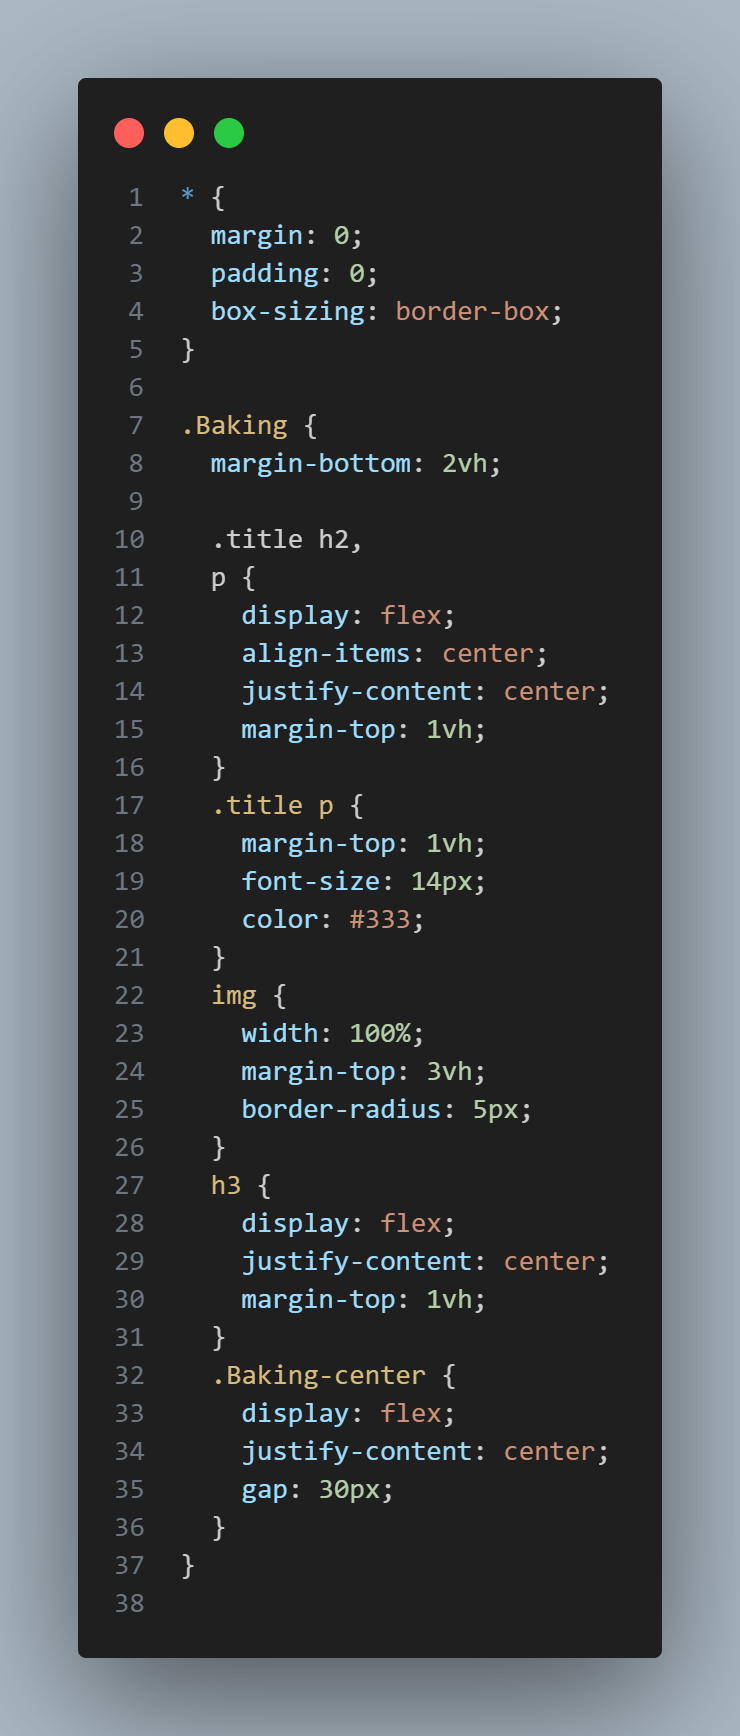 1 * {
2   margin: 0;
3   padding: 0;
4   box-sizing: border-box;
5 }
6
7 .Baking {
8   margin-bottom: 2vh;
9
10   .title h2,
11   p {
12     display: flex;
13     align-items: center;
14     justify-content: center;
15     margin-top: 1vh;
16   }
17   .title p {
18     margin-top: 1vh;
19     font-size: 14px;
20     color: #333;
21   }
22   img {
23     width: 100%;
24     margin-top: 3vh;
25     border-radius: 5px;
26   }
27   h3 {
28     display: flex;
29     justify-content: center;
30     margin-top: 1vh;
31   }
32   .Baking-center {
33     display: flex;
34     justify-content: center;
35     gap: 30px;
36   }
37 }
38